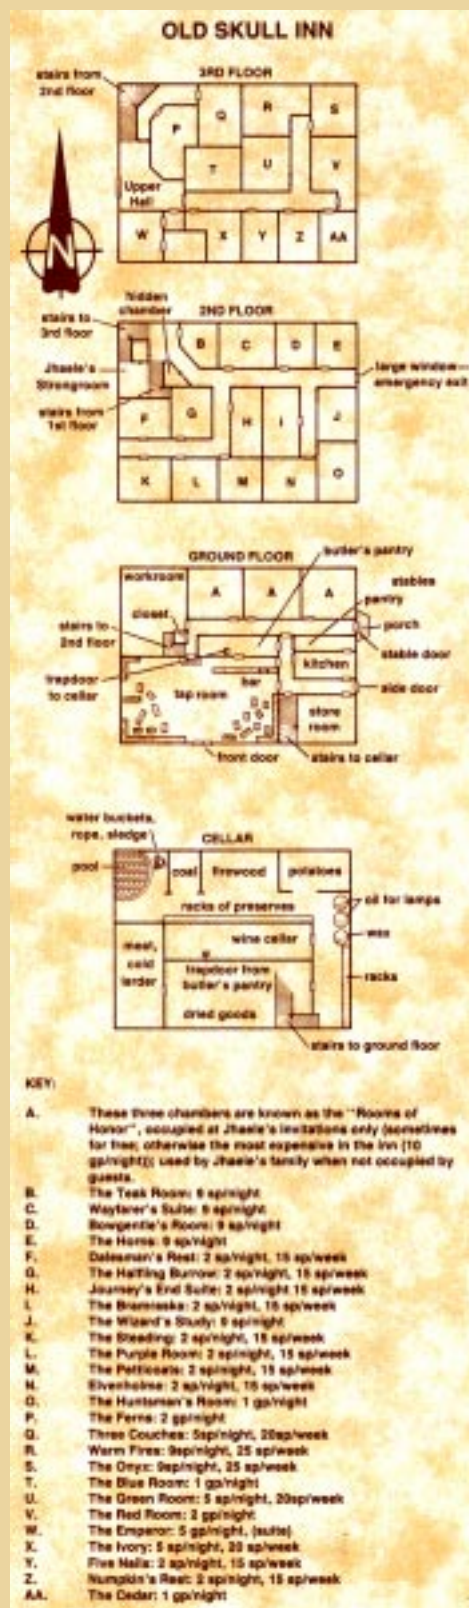 OLD SKULL INN
3RD FLOOR
stairs from
2nd floor
P
Q
R
S
T
U
V
Upper
Hall
W
X
Y
Z
AA
N
2ND FLOOR
hidden
chamber
stairs to
3rd floor
Jhaele's
Strongroom
stairs from
1st floor
large window—
emergency exit
B
C
D
E
F
G
H
I
J
K
L
M
N
O
GROUND FLOOR
butler's pantry
workroom
A
A
A
stables
pantry
closet
porch
stairs to
2nd floor
stable door
kitchen
trapdoor
to cellar
bar
tap room
side door
store
room
front door
stairs to cellar
CELLAR
water buckets,
rope, sledge
pool
coal
firewood
potatoes
oil for lamps
racks of preserves
wax
meat,
cold
larder
wine cellar
trapdoor from
butler's pantry
racks
dried goods
stairs to ground floor
KEY:
A. These three chambers are known as the "Rooms of
Honor", occupied at Jhaele's invitations only (sometimes
for free; otherwise the most expensive in the inn (10
gp/night)); used by Jhaele's family when not occupied by
guests.
B. The Teak Room: 9 sp/night
C. Wayfarer's Suite: 9 sp/night
D. Bowgentle's Room: 9 sp/night
E. The Horns: 9 sp/night
F. Dalesman's Rest: 2 sp/night, 15 sp/week
G. The Halfling Burrow: 2 sp/night, 15 sp/week
H. Journey's End Suite: 2 sp/night 15 sp/week
I. The Bramraska: 2 sp/night, 15 sp/week
J. The Wizard's Study: 9 sp/night
K. The Steading: 2 sp/night, 15 sp/week
L. The Purple Room: 2 sp/night, 15 sp/week
M. The Petticoats: 2 sp/night, 15 sp/week
N. Elvenholme: 2 sp/night, 15 sp/week
O. The Huntsman's Room: 1 gp/night
P. The Ferns: 2 gp/night
Q. Three Couches: 5sp/night, 20sp/week
R. Warm Fires: 9sp/night, 25 sp/week
S. The Onyx: 9sp/night, 25 sp/week
T. The Blue Room: 1 gp/night
U. The Green Room: 5 sp/night, 20sp/week
V. The Red Room: 2 gp/night
W. The Emperor: 5 gp/night, (suite)
X. The Ivory: 5 sp/night, 20 sp/week
Y. Five Nails: 2 sp/night, 15 sp/week
Z. Numpkin's Rest: 2 sp/night, 15 sp/week
AA. The Cedar: 1 gp/night